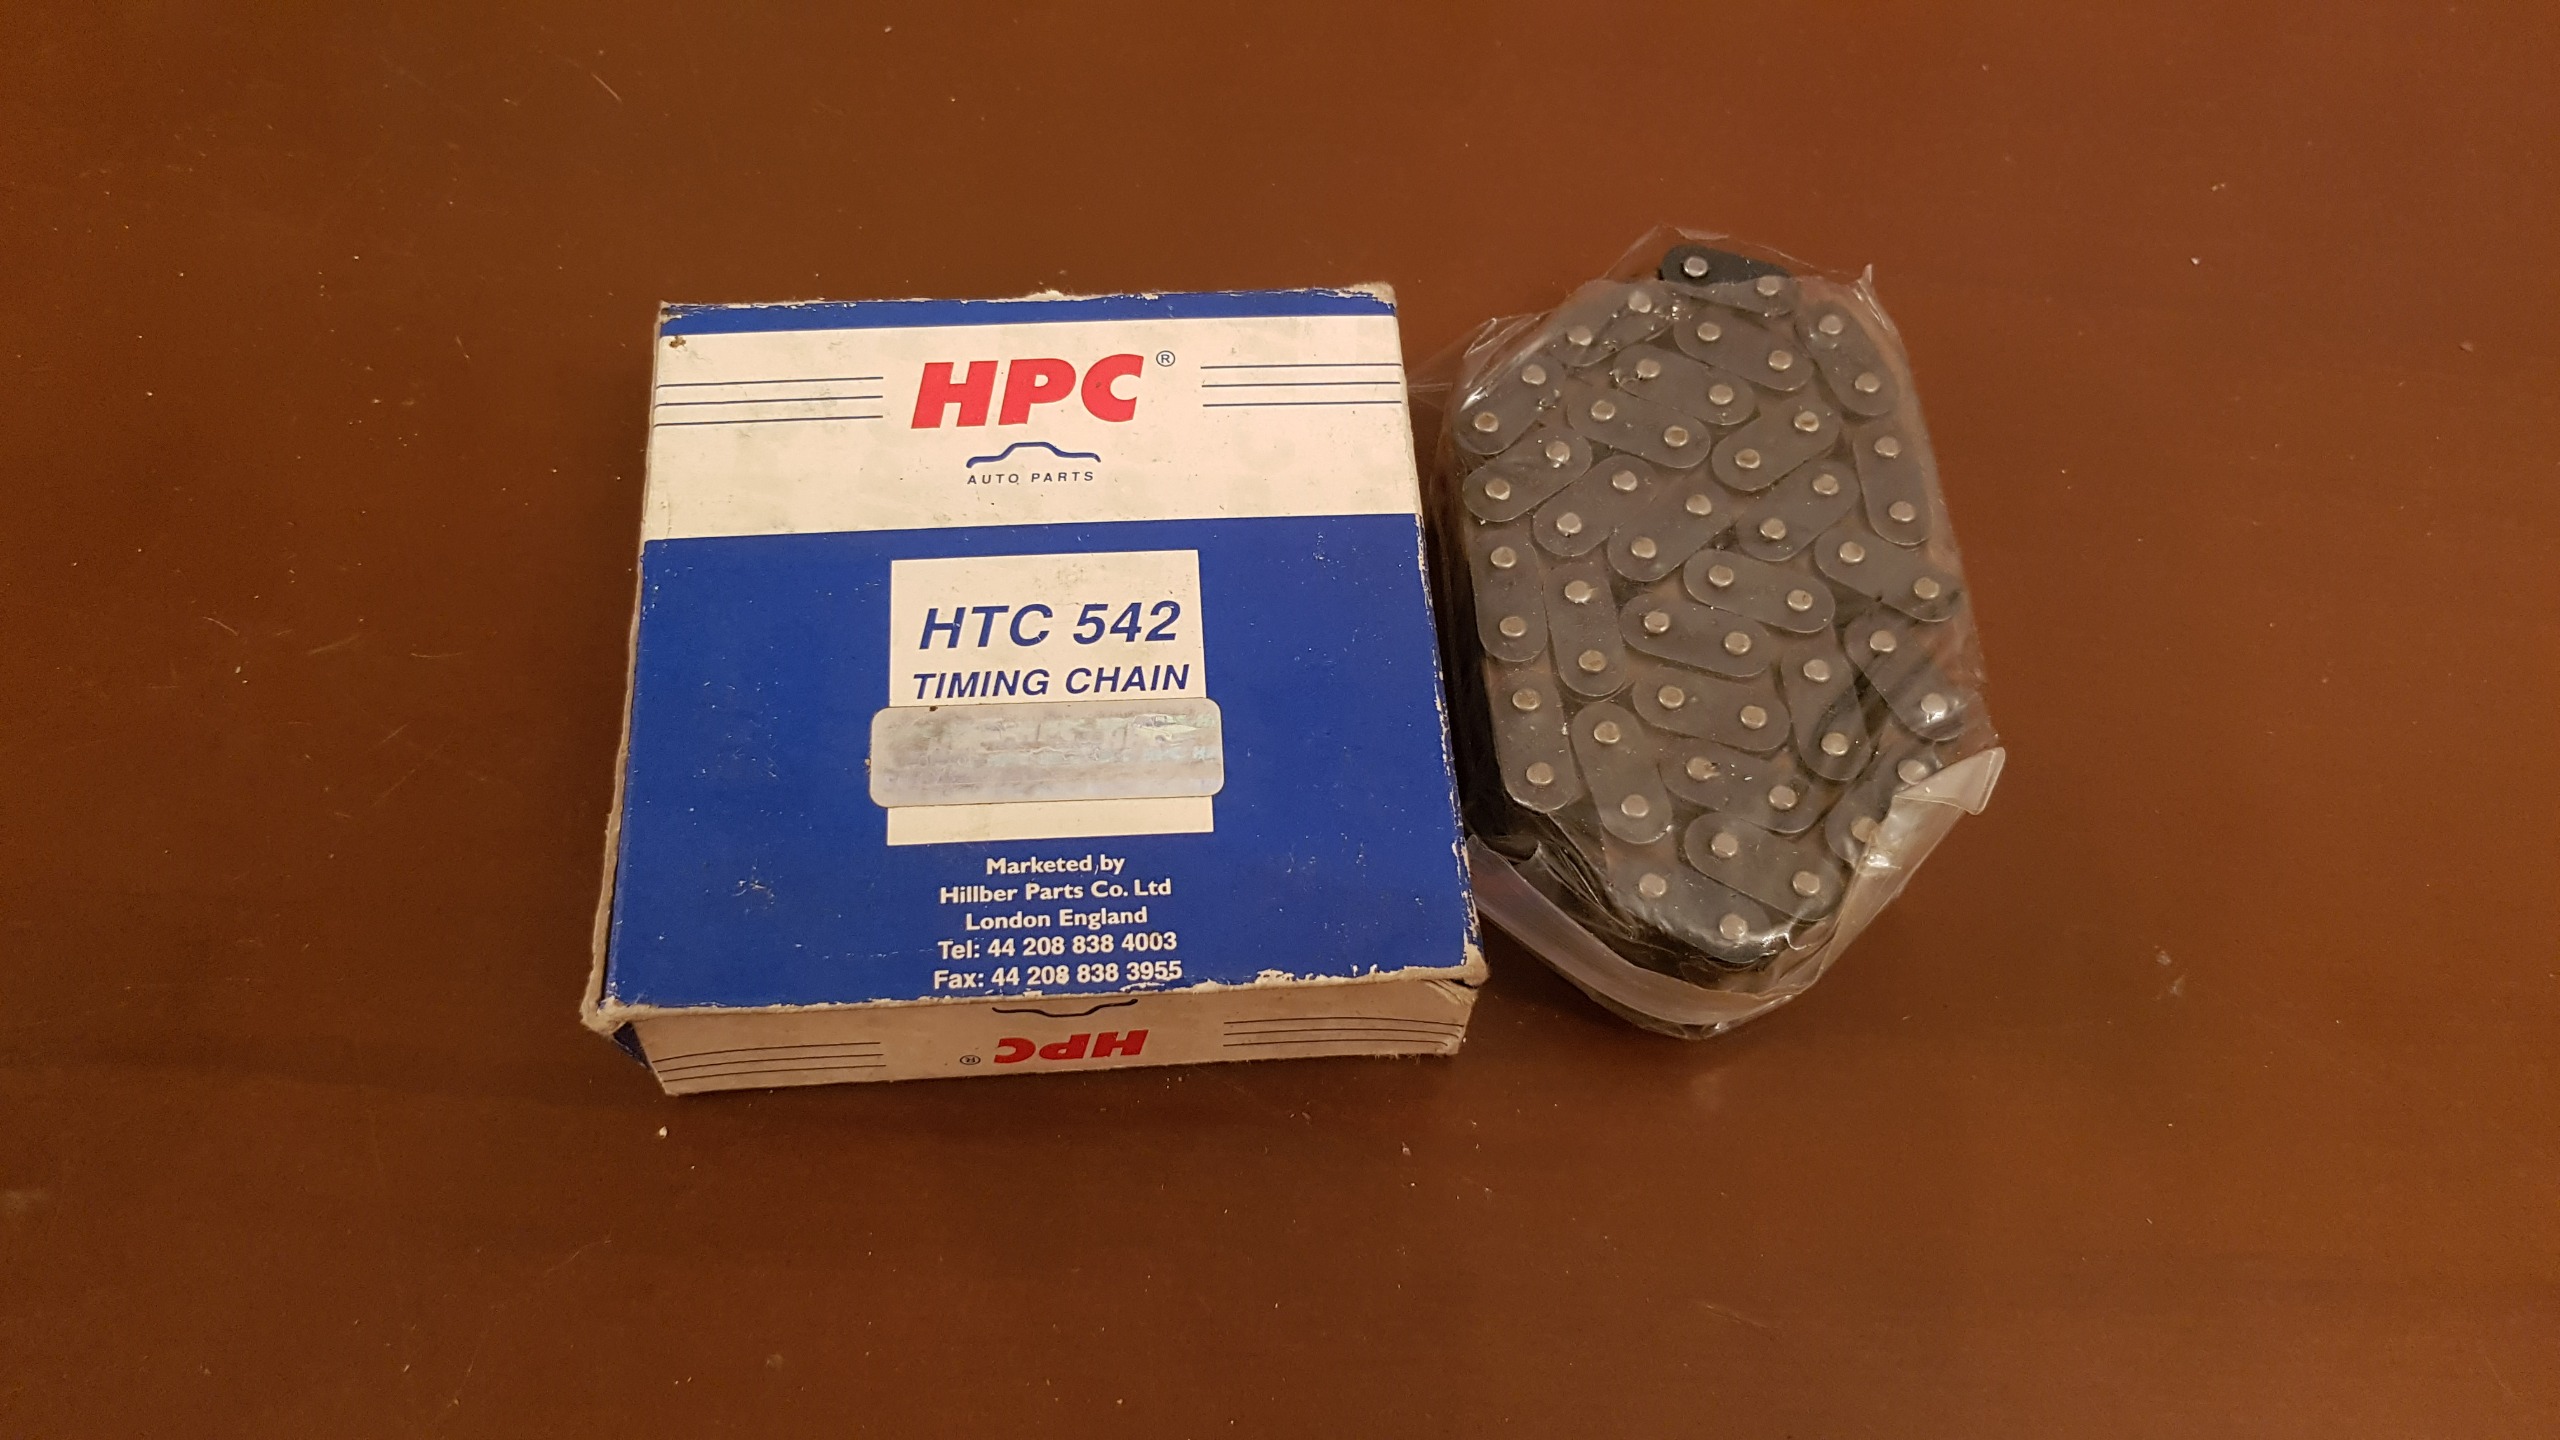 HPC®
AUTO PARTS
HTC 542
TIMING CHAIN
Marketed by
Hillber Parts Co. Ltd
London England
Tel: 44 208 838 4003
Fax: 44 208 838 3955
HPC®